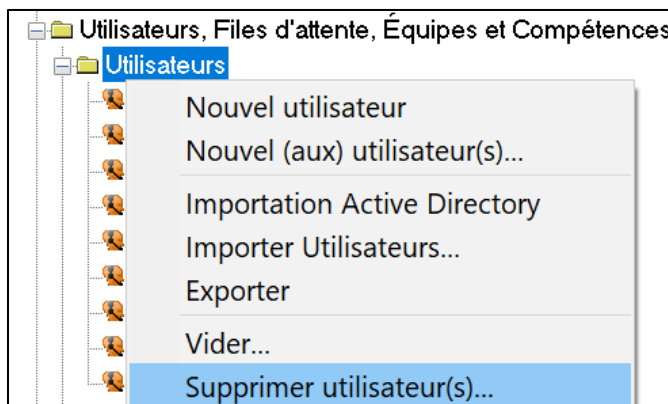 Utilisateurs, Files d'attente, Équipes et Compétences
Utilisateurs
Nouvel utilisateur
Nouvel (aux) utilisateur(s)...
Importation Active Directory
Importer Utilisateurs...
Exporter
Vider...
Supprimer utilisateur(s)...